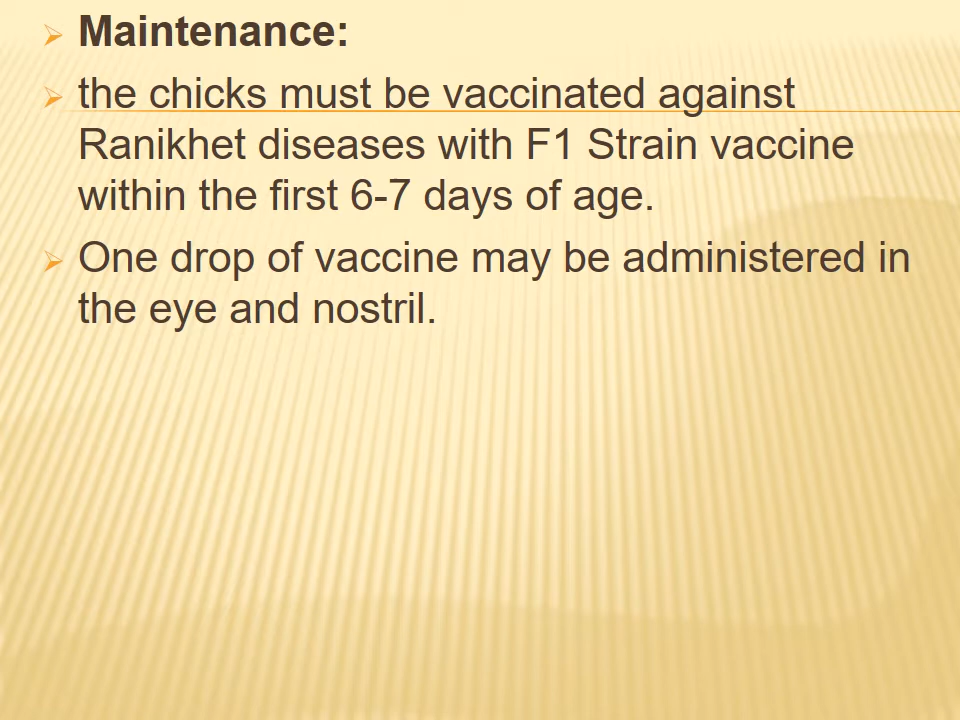 Maintenance:
the chicks must be vaccinated against
Ranikhet diseases with F1 Strain vaccine
within the first 6-7 days of age.
One drop of vaccine may be administered in
the eye and nostril.